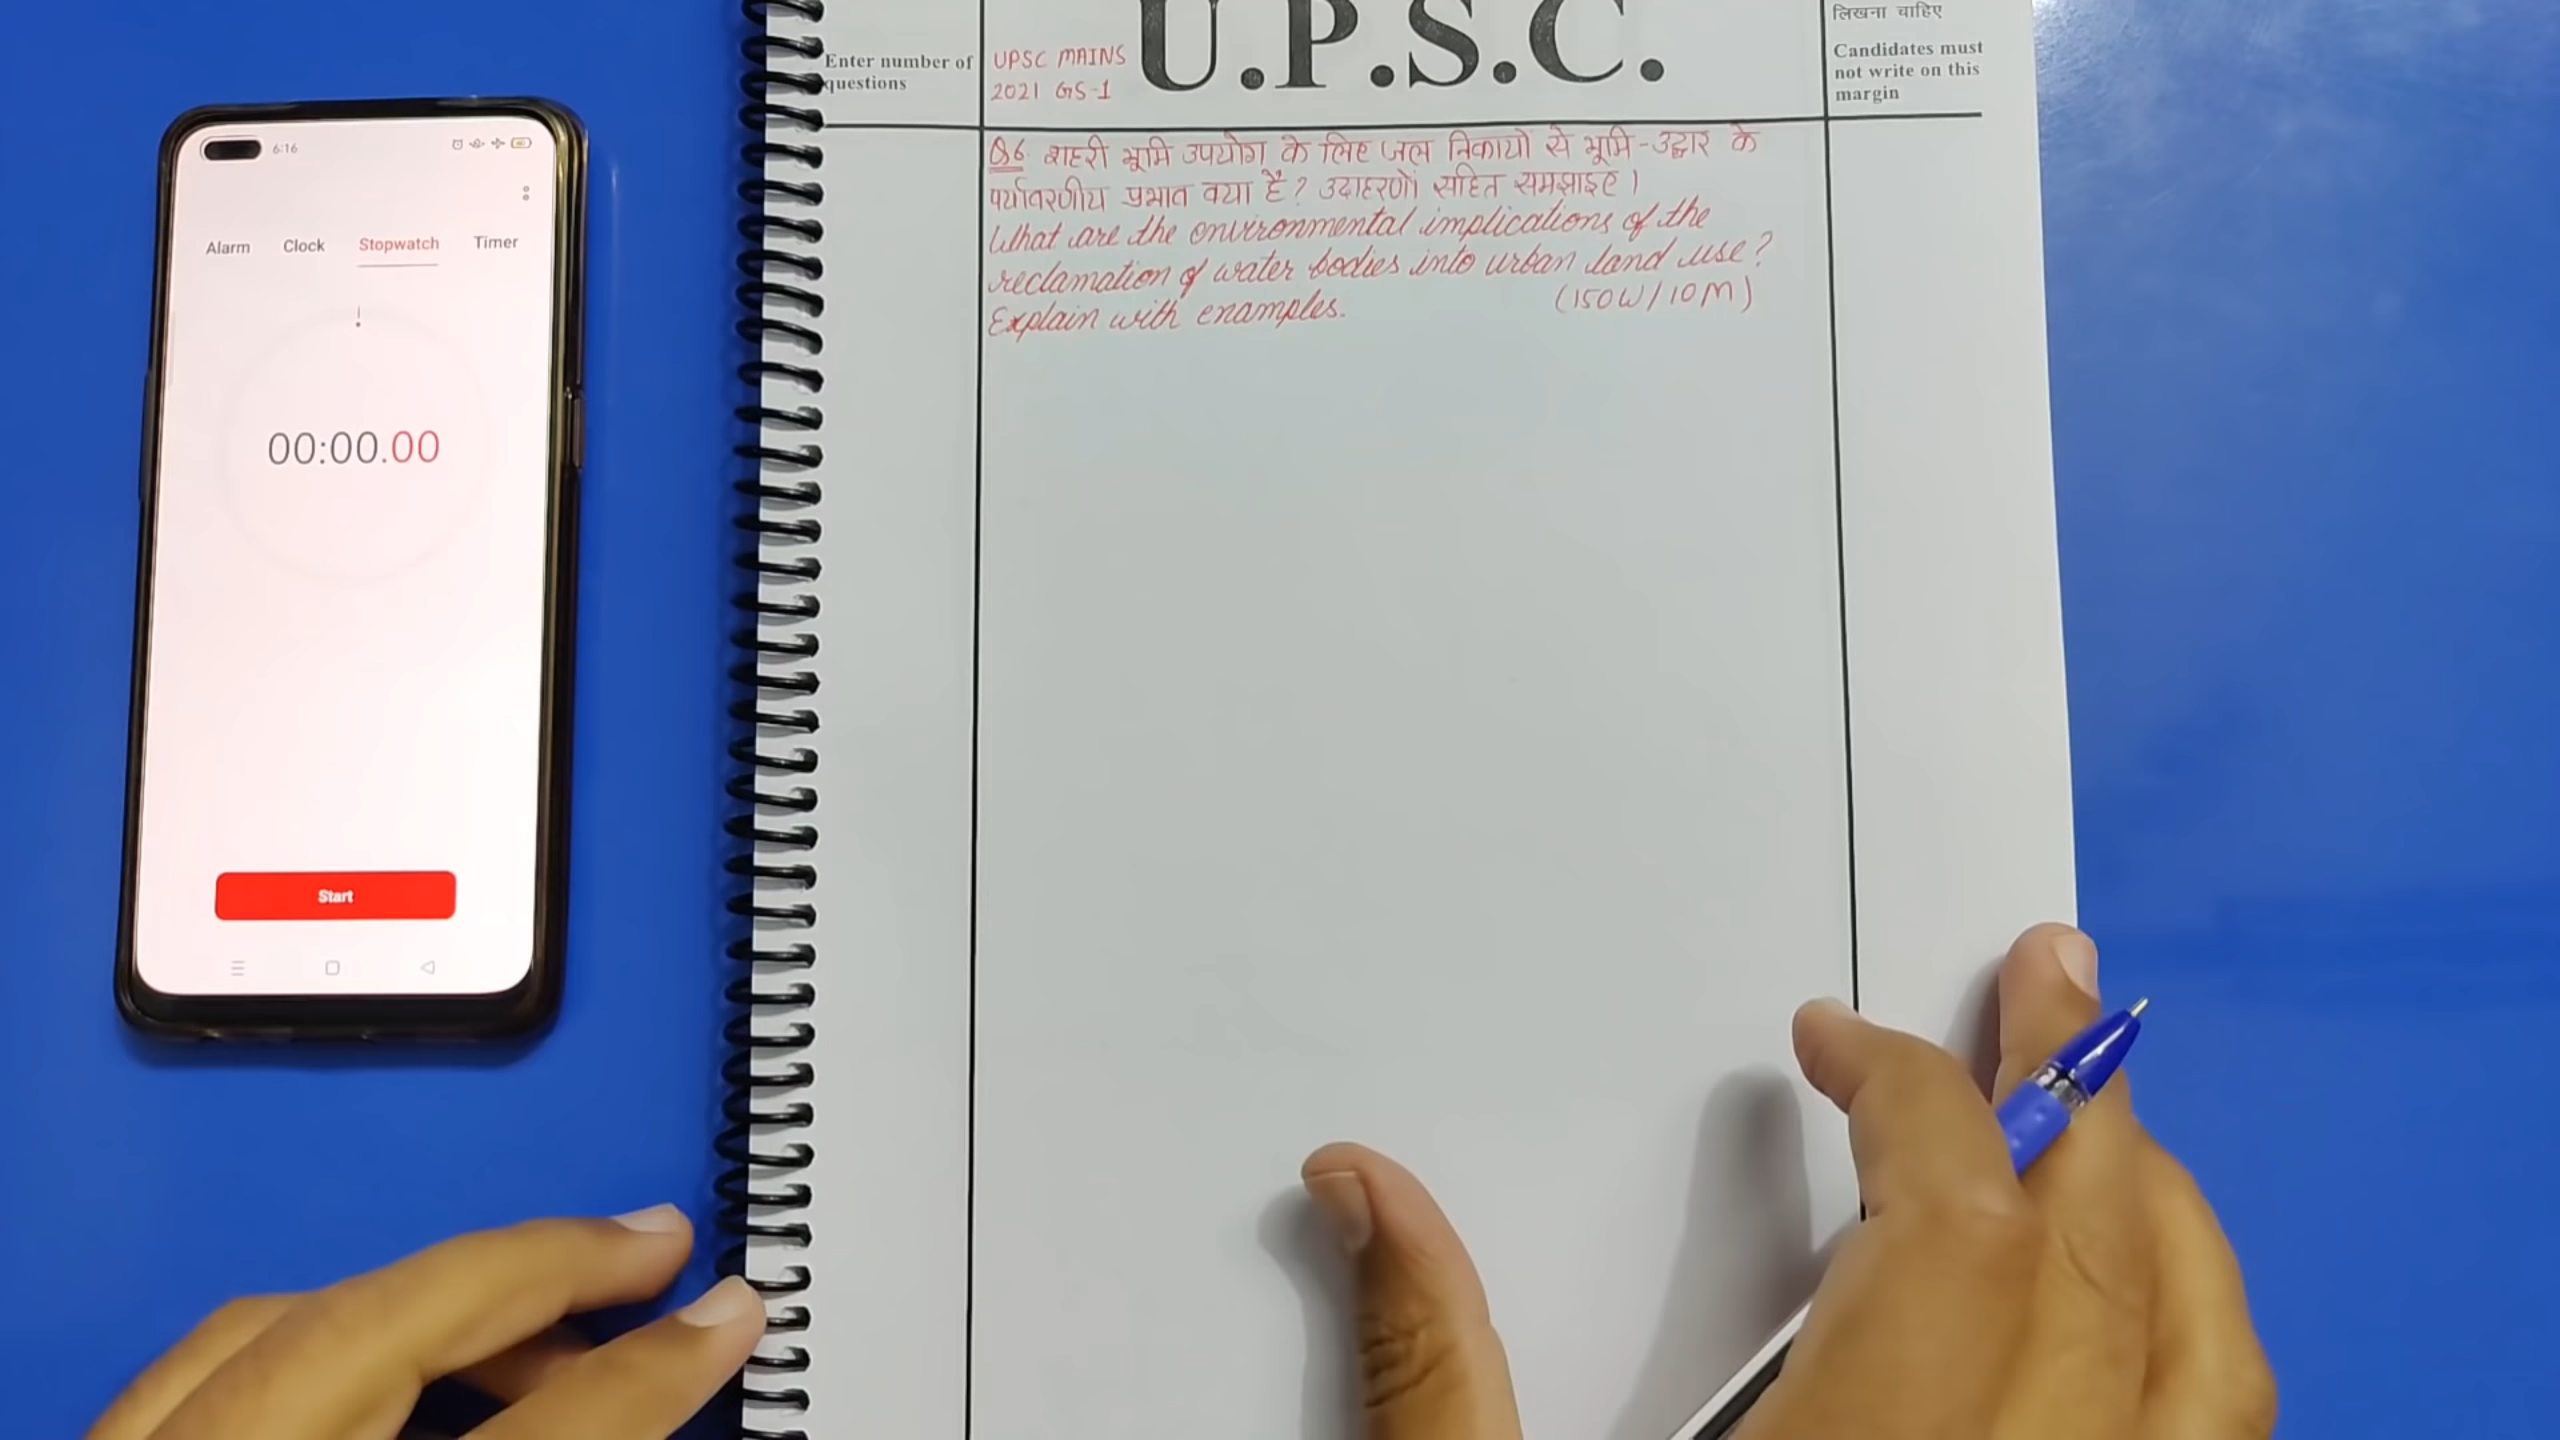 6:16
Alarm Clock Stopwatch Timer
00:00.00
Start
U.P.S.C.
Enter number of
questions
UPSC MAINS
2021 GS-1
लिखना चाहिए
Candidates must
not write on this
margin
Q6. शहरी भूमि उपयोग के लिए जल निकायों से भूमि-उद्धार के
पर्यावरणीय प्रभाव क्या है? उदाहरणों सहित समझाइए।
What are the environmental implications of the
reclamation of water bodies into urban land use?
Explain with enamples. (150W/10M)